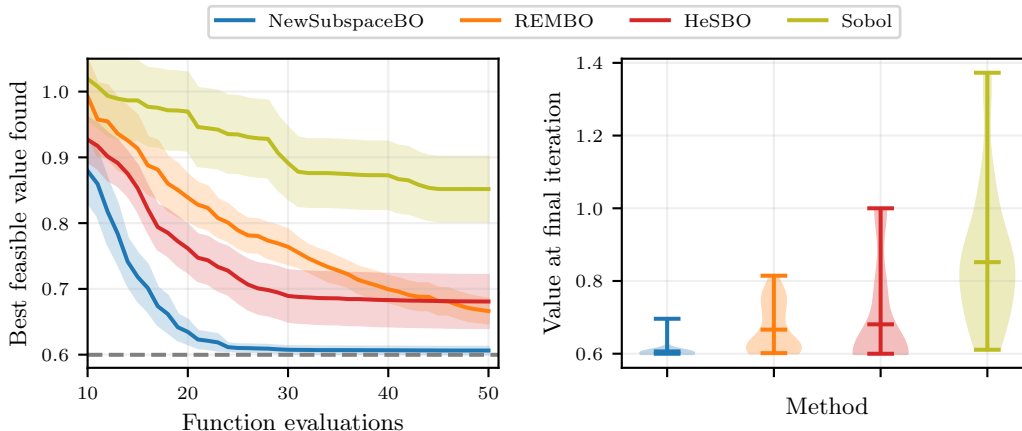 NewSubspaceBO REMBO HeSBO Sobol
Best feasible value found
1.0
0.9
0.8
0.7
0.6
10 20 30 40 50
Function evaluations
Value at final iteration
1.4
1.2
1.0
0.8
0.6
Method